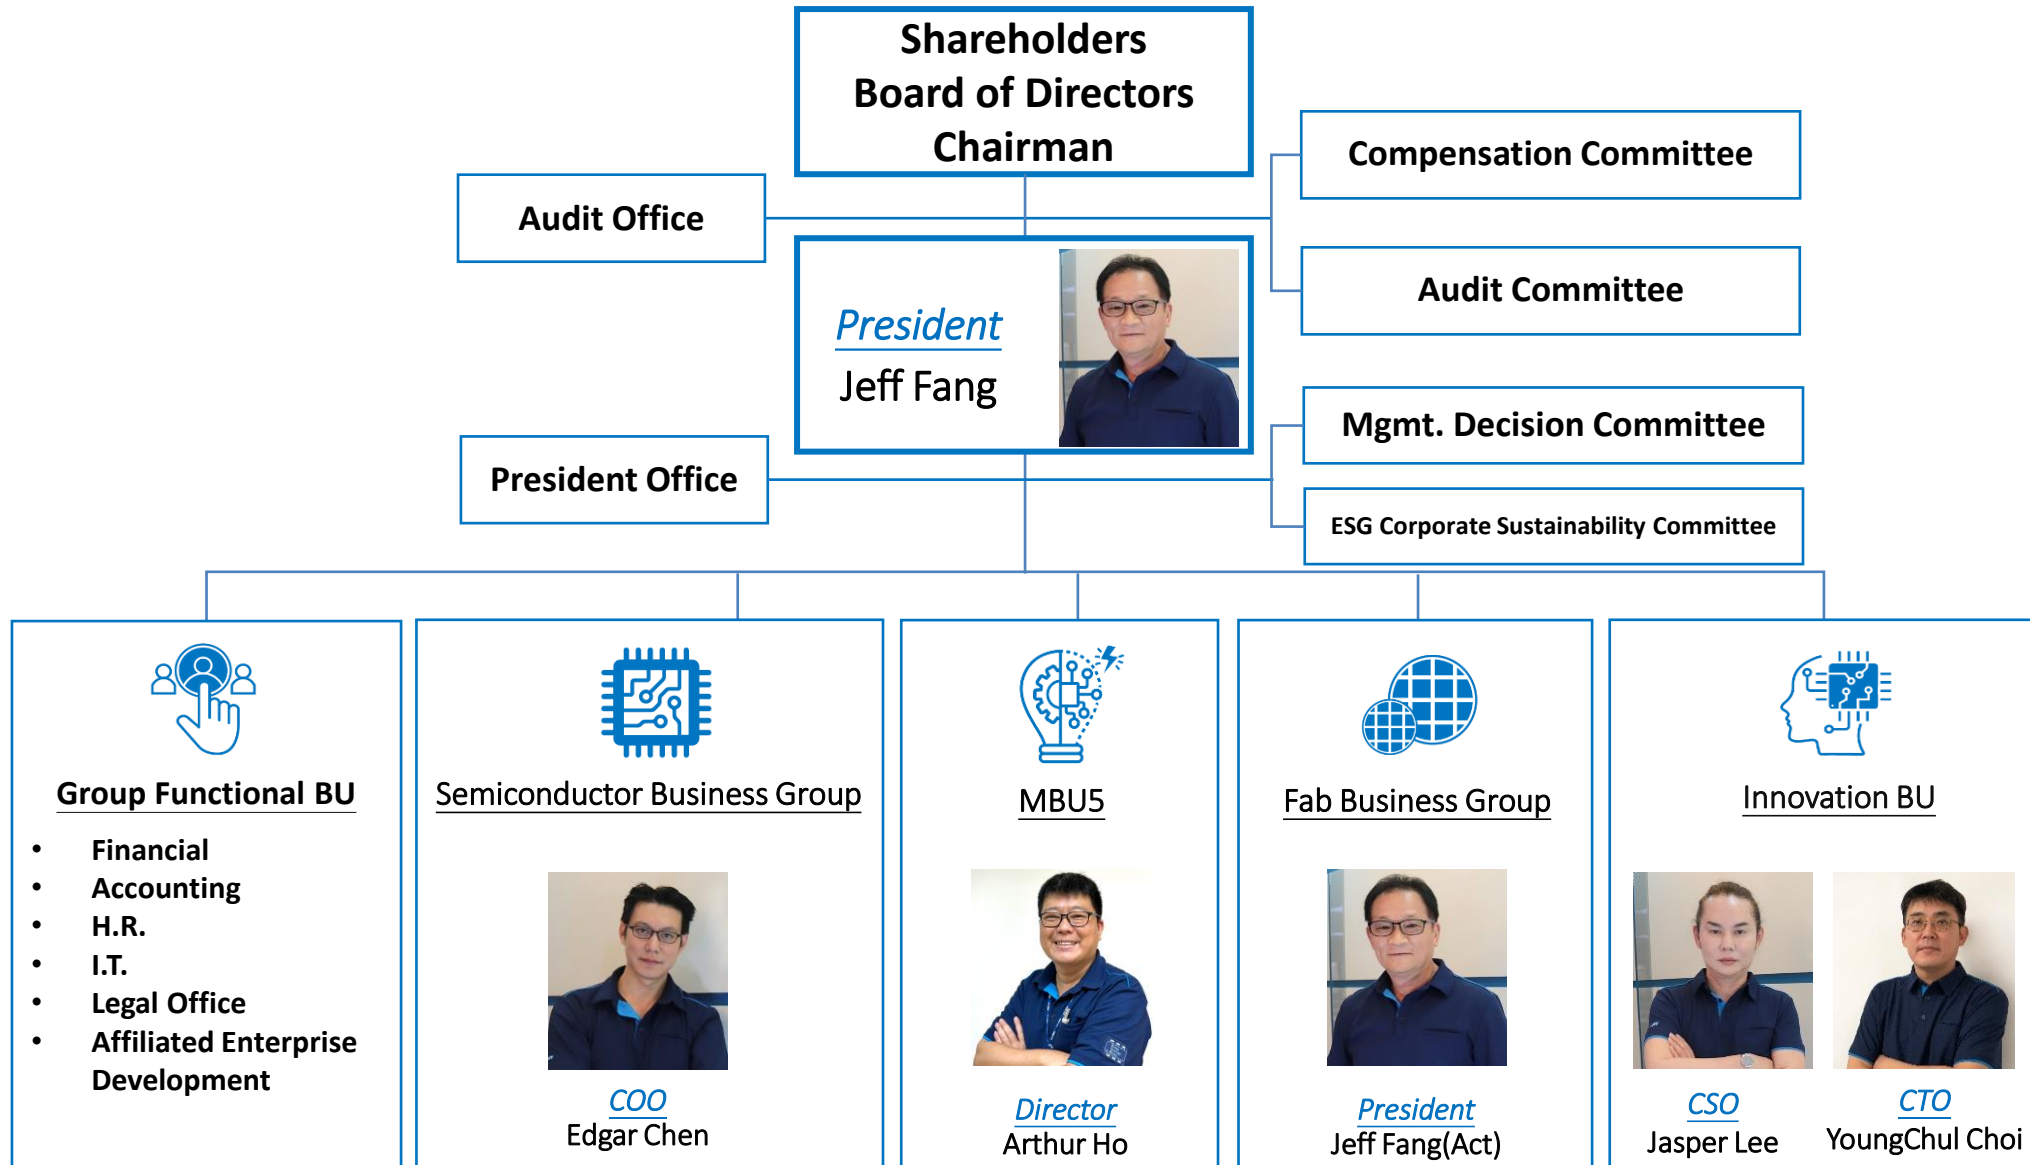 Shareholders
Board of Directors
Chairman
Compensation Committee
Audit Office
Audit Committee
President
Jeff Fang
Mgmt. Decision Committee
President Office
ESG Corporate Sustainability Committee
Group Functional BU
• Financial
• Accounting
• H.R.
• I.T.
• Legal Office
• Affiliated Enterprise
Development
Semiconductor Business Group
COO
Edgar Chen
MBU5
Director
Arthur Ho
Fab Business Group
President
Jeff Fang(Act)
Innovation BU
CSO
Jasper Lee
CTO
YoungChul Choi